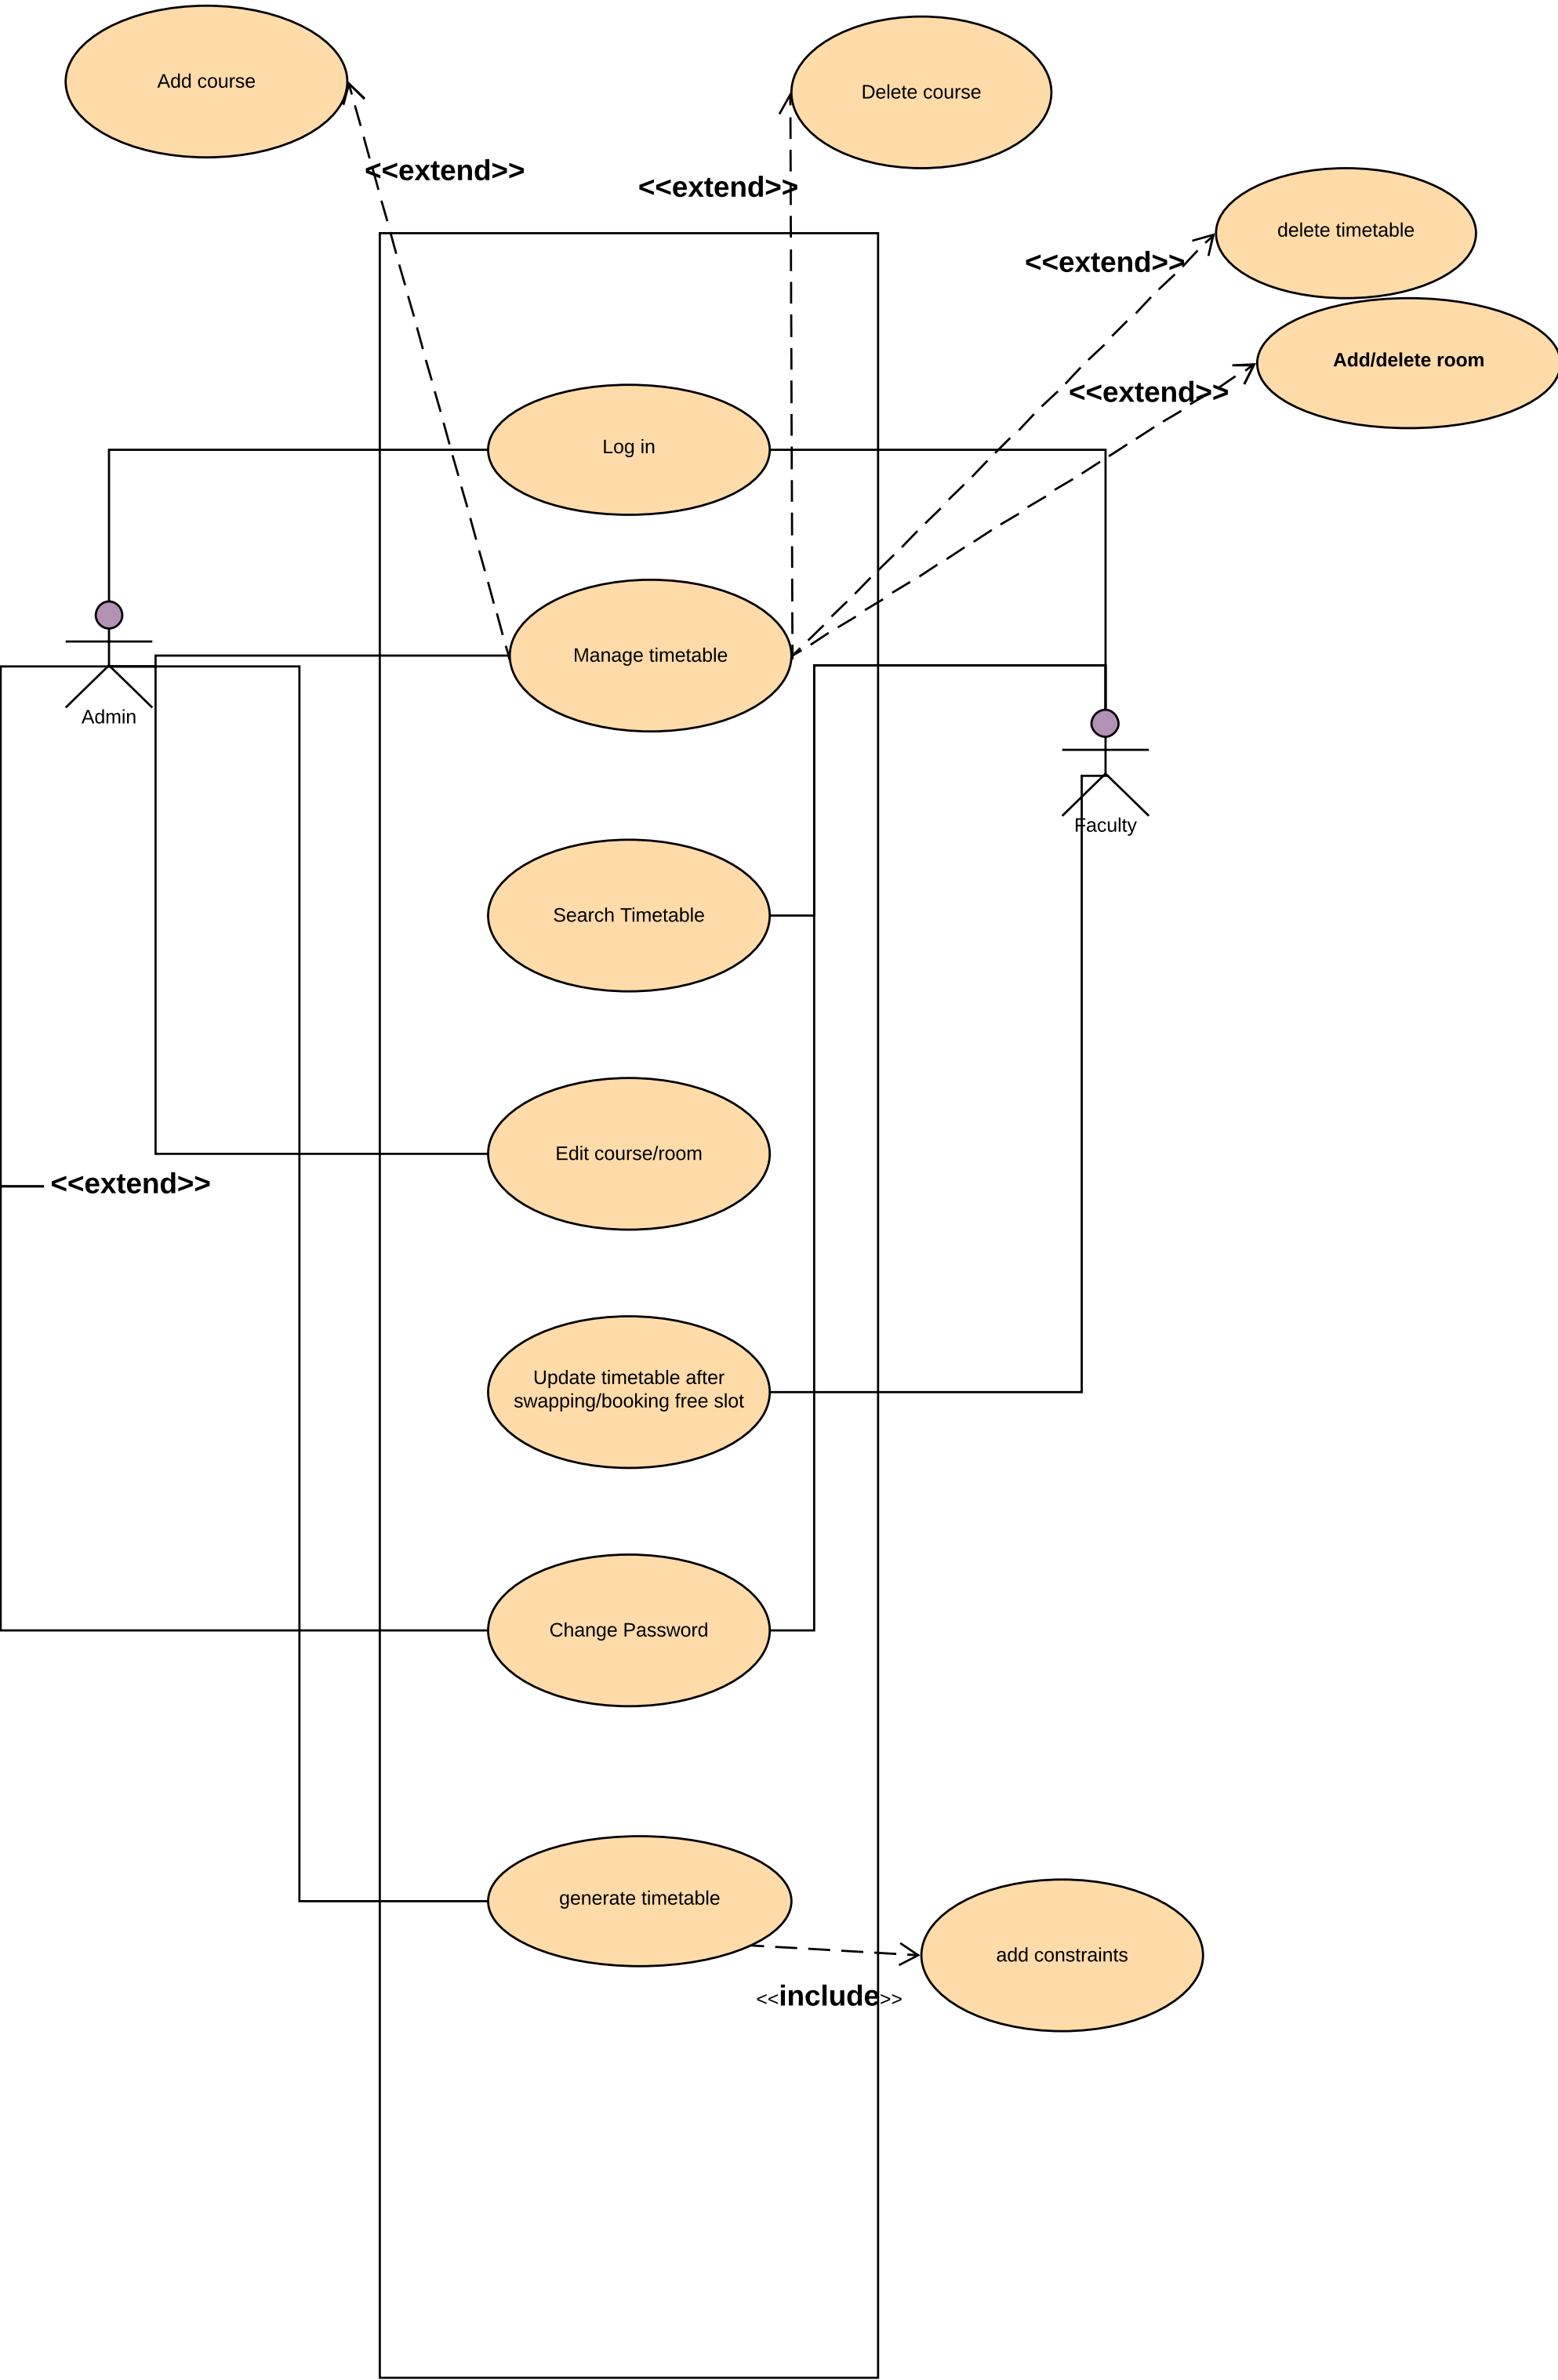 Add course
Delete course
<<extend>>
<<extend>>
delete timetable
<<extend>>
Add/delete room
<<extend>>
Log in
Manage timetable
Admin
Faculty
Search Timetable
Edit course/room
<<extend>>
Update timetable after
swapping/booking free slot
Change Password
generate timetable
add constraints
<<include>>